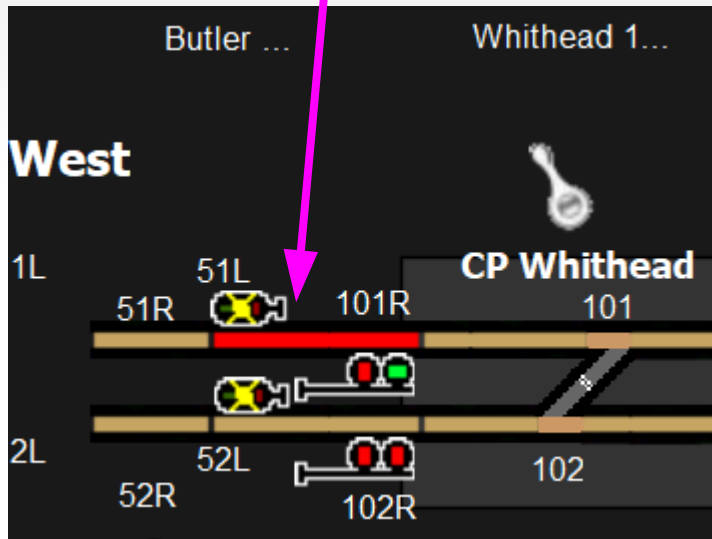 Butler ...
Whithead 1...
West
CP Whithead
1L
51L
51R
101R
101
2L
52L
102
52R
102R